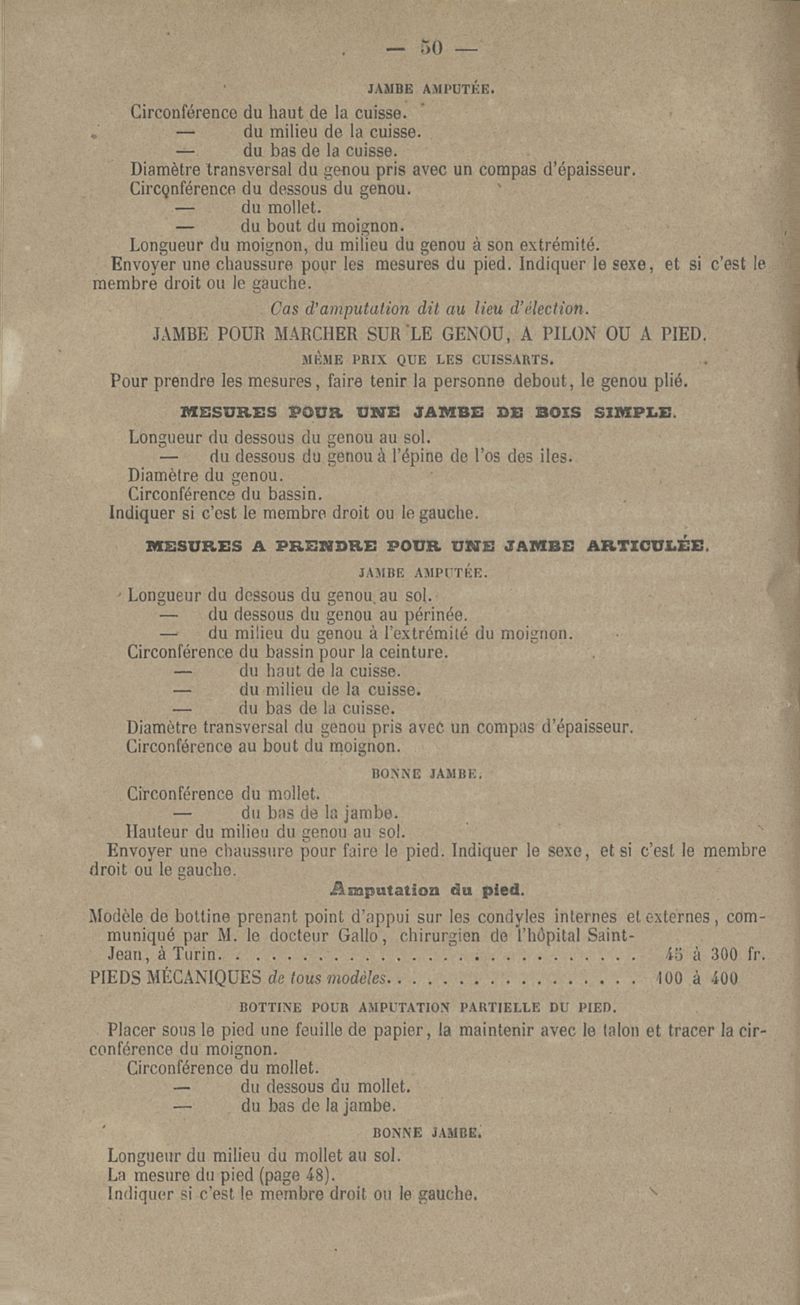 — 50 —
JAMBE AMPUTÉE.
Circonférence du haut de la cuisse.
— du milieu de la cuisse.
— du bas de la cuisse.
Diamètre transversal du genou pris avec un compas d'épaisseur.
Circonférence du dessous du genou.
— du mollet.
— du bout du moignon.
Longueur du moignon, du milieu du genou à son extrémité.
Envoyer une chaussure pour les mesures du pied. Indiquer le sexe, et si c'est le
membre droit ou le gauche.
Cas d'amputation dit au lieu d'élection.
JAMBE POUR MARCHER SUR LE GENOU, A PILON OU A PIED.
MÊME PRIX QUE LES CUISSARTS.
Pour prendre les mesures, faire tenir la personne debout, le genou plié.
MESURES POUR UNE JAMBE DE BOIS SIMPLE.
Longueur du dessous du genou au sol.
— du dessous du genou à l'épine de l'os des iles.
Diamètre du genou.
Circonférence du bassin.
Indiquer si c'est le membre droit ou le gauche.
MESURES A PRENDRE POUR UNE JAMBE ARTICULÉE.
JAMBE AMPUTÉE.
Longueur du dessous du genou au sol.
— du dessous du genou au périnée.
— du milieu du genou à l'extrémité du moignon.
Circonférence du bassin pour la ceinture.
— du haut de la cuisse.
— du milieu de la cuisse.
— du bas de la cuisse.
Diamètre transversal du genou pris avec un compas d'épaisseur.
Circonférence au bout du moignon.
BONNE JAMBE.
Circonférence du mollet.
— du bas de la jambe.
Hauteur du milieu du genou au sol.
Envoyer une chaussure pour faire le pied. Indiquer le sexe, et si c'est le membre
droit ou le gauche.
Amputation du pied.
Modèle de bottine prenant point d'appui sur les condyles internes et externes, com-
muniqué par M. le docteur Gallo, chirurgien de l'hôpital Saint-
Jean, à Turin. . . . . . . . . . . . . . . . . . . . . . . . . . . 45 à 300 fr.
PIEDS MÉCANIQUES de tous modèles. . . . . . . . . . . . . . . . . 100 à 400
BOTTINE POUR AMPUTATION PARTIELLE DU PIED.
Placer sous le pied une feuille de papier, la maintenir avec le talon et tracer la cir-
conférence du moignon.
Circonférence du mollet.
— du dessous du mollet.
— du bas de la jambe.
BONNE JAMBE.
Longueur du milieu du mollet au sol.
La mesure du pied (page 48).
Indiquer si c'est le membre droit ou le gauche.